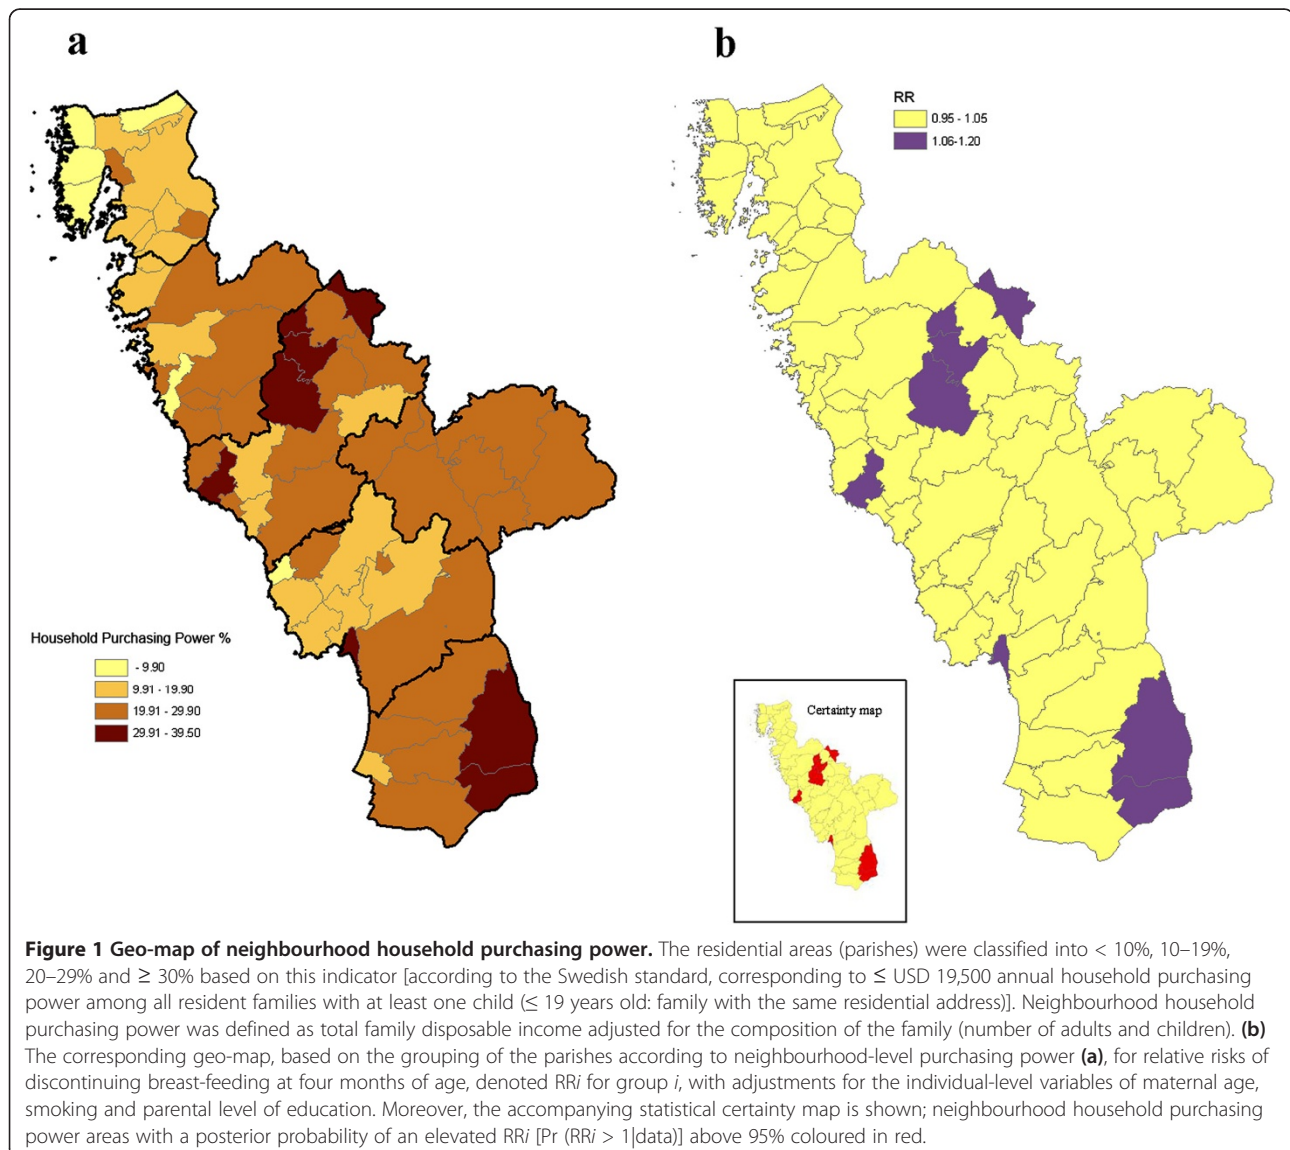 a
b
RR
0.95 - 1.05
1.06-1.20
Household Purchasing Power %
- 9.90
9.91 - 19.90
19.91 - 29.90
29.91 - 39.50
Certainty map
Figure 1 Geo-map of neighbourhood household purchasing power. The residential areas (parishes) were classified into < 10%, 10–19%,
20–29% and ≥ 30% based on this indicator [according to the Swedish standard, corresponding to ≤ USD 19,500 annual household purchasing
power among all resident families with at least one child (≤ 19 years old: family with the same residential address)]. Neighbourhood household
purchasing power was defined as total family disposable income adjusted for the composition of the family (number of adults and children). (b)
The corresponding geo-map, based on the grouping of the parishes according to neighbourhood-level purchasing power (a), for relative risks of
discontinuing breast-feeding at four months of age, denoted RRi for group i, with adjustments for the individual-level variables of maternal age,
smoking and parental level of education. Moreover, the accompanying statistical certainty map is shown; neighbourhood household purchasing
power areas with a posterior probability of an elevated RRi [Pr (RRi > 1|data)] above 95% coloured in red.